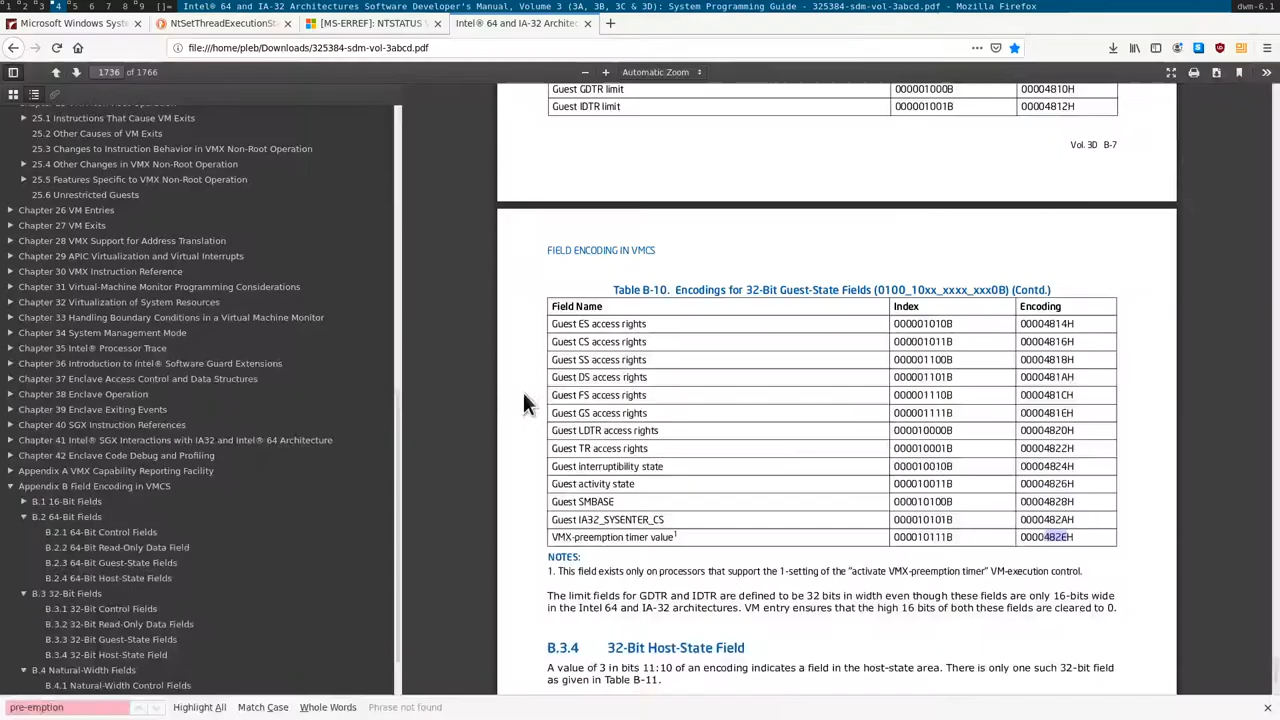 1 2 3 4 5 6 7 8 9 []= Intel® 64 and IA-32 Architectures Software Developer's Manual, Volume 3 (3A, 3B, 3C & 3D): System Programming Guide - 325384-sdm-vol-3abcd.pdf - Mozilla Firefox dwm-6.1
Microsoft Windows Sys NtSetThreadExecutionSt [MS-ERREF]: NTSTATUS V Intel® 64 and IA-32 Architec
file:///home/pleb/Downloads/325384-sdm-vol-3abcd.pdf
1736 of 1766 Automatic Zoom
25.1 Instructions That Cause VM Exits
25.2 Other Causes of VM Exits
25.3 Changes to Instruction Behavior in VMX Non-Root Operation
25.4 Other Changes in VMX Non-Root Operation
25.5 Features Specific to VMX Non-Root Operation
25.6 Unrestricted Guests
Chapter 26 VM Entries
Chapter 27 VM Exits
Chapter 28 VMX Support for Address Translation
Chapter 29 APIC Virtualization and Virtual Interrupts
Chapter 30 VMX Instruction Reference
Chapter 31 Virtual-Machine Monitor Programming Considerations
Chapter 32 Virtualization of System Resources
Chapter 33 Handling Boundary Conditions in a Virtual Machine Monitor
Chapter 34 System Management Mode
Chapter 35 Intel® Processor Trace
Chapter 36 Introduction to Intel® Software Guard Extensions
Chapter 37 Enclave Access Control and Data Structures
Chapter 38 Enclave Operation
Chapter 39 Enclave Exiting Events
Chapter 40 SGX Instruction References
Chapter 41 Intel® SGX Interactions with IA32 and Intel® 64 Architecture
Chapter 42 Enclave Code Debug and Profiling
Appendix A VMX Capability Reporting Facility
Appendix B Field Encoding in VMCS
B.1 16-Bit Fields
B.2 64-Bit Fields
B.2.1 64-Bit Control Fields
B.2.2 64-Bit Read-Only Data Field
B.2.3 64-Bit Guest-State Fields
B.2.4 64-Bit Host-State Fields
B.3 32-Bit Fields
B.3.1 32-Bit Control Fields
B.3.2 32-Bit Read-Only Data Fields
B.3.3 32-Bit Guest-State Fields
B.3.4 32-Bit Host-State Field
B.4 Natural-Width Fields
B.4.1 Natural-Width Control Fields
Guest GDTR limit 000001000B 00004810H
Guest IDTR limit 000001001B 00004812H
Vol. 3D B-7
FIELD ENCODING IN VMCS
Table B-10. Encodings for 32-Bit Guest-State Fields (0100_10xx_xxxx_xxx0B) (Contd.)
Field Name Index Encoding
Guest ES access rights 000001010B 00004814H
Guest CS access rights 000001011B 00004816H
Guest SS access rights 000001100B 00004818H
Guest DS access rights 000001101B 0000481AH
Guest FS access rights 000001110B 0000481CH
Guest GS access rights 000001111B 0000481EH
Guest LDTR access rights 000010000B 00004820H
Guest TR access rights 000010001B 00004822H
Guest interruptibility state 000010010B 00004824H
Guest activity state 000010011B 00004826H
Guest SMBASE 000010100B 00004828H
Guest IA32_SYSENTER_CS 000010101B 0000482AH
VMX-preemption timer value1 000010111B 0000482EH
NOTES:
1. This field exists only on processors that support the 1-setting of the "activate VMX-preemption timer" VM-execution control.
The limit fields for GDTR and IDTR are defined to be 32 bits in width even though these fields are only 16-bits wide
in the Intel 64 and IA-32 architectures. VM entry ensures that the high 16 bits of both these fields are cleared to 0.
B.3.4 32-Bit Host-State Field
A value of 3 in bits 11:10 of an encoding indicates a field in the host-state area. There is only one such 32-bit field
as given in Table B-11.
pre-emption Highlight All Match Case Whole Words Phrase not found